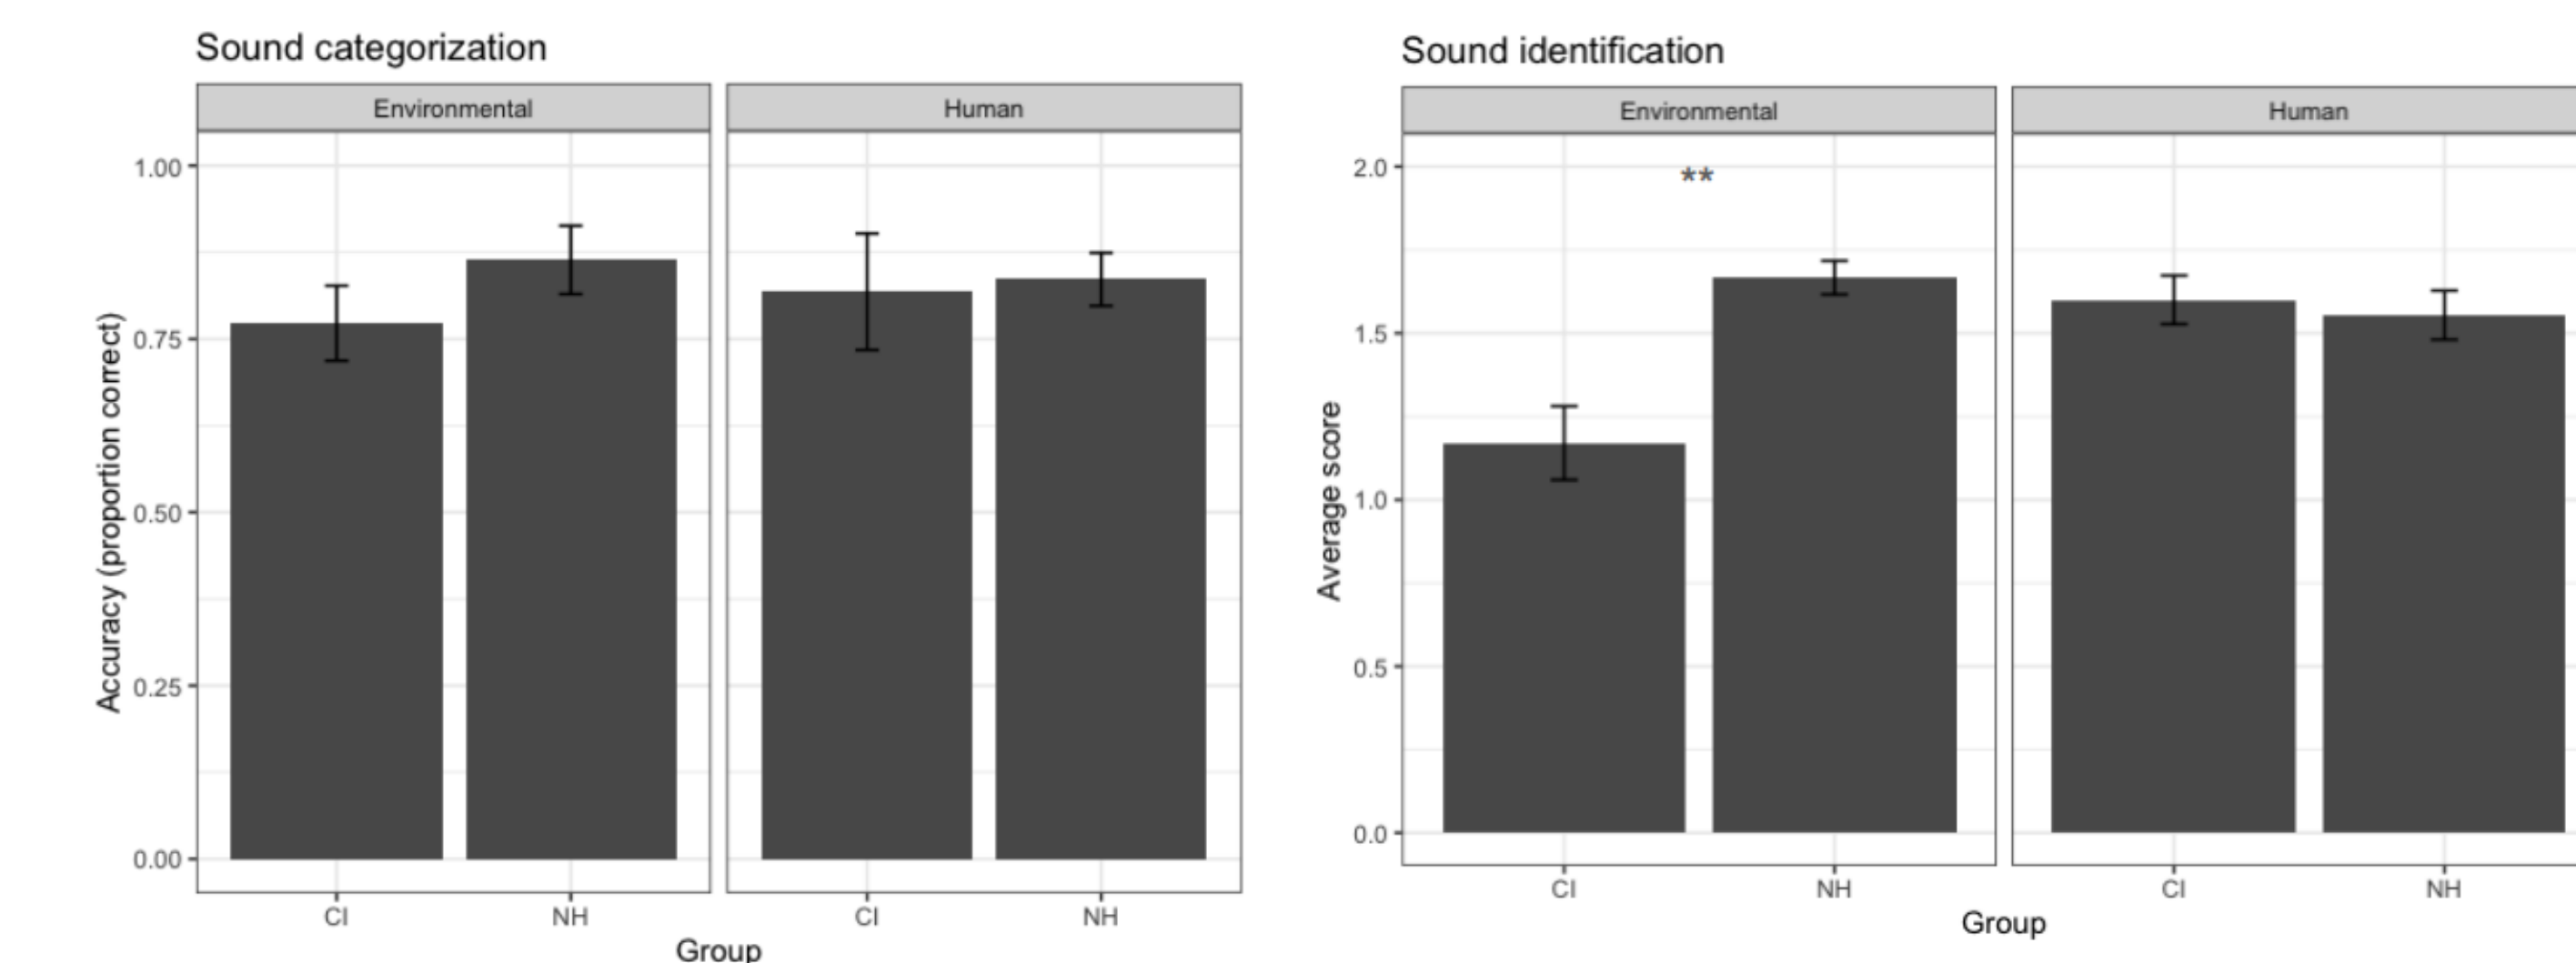 Sound categorization
Environmental
Human
Accuracy (proportion correct)
1.00
0.75
0.50
0.25
0.00
CI
NH
CI
NH
Group
Sound identification
Environmental
Human
**
Average score
2.0
1.5
1.0
0.5
0.0
CI
NH
CI
NH
Group